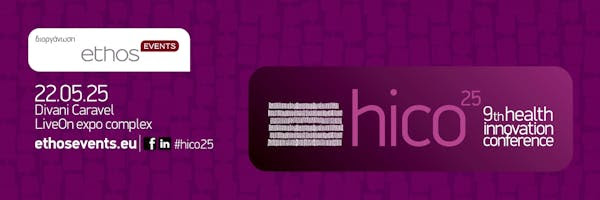 διοργάνωση
ethos EVENTS
22.05.25
Divani Caravel
LiveOn expo complex
ethosevents.eu | f in #hico25
hico 25
9th health
innovation
conference